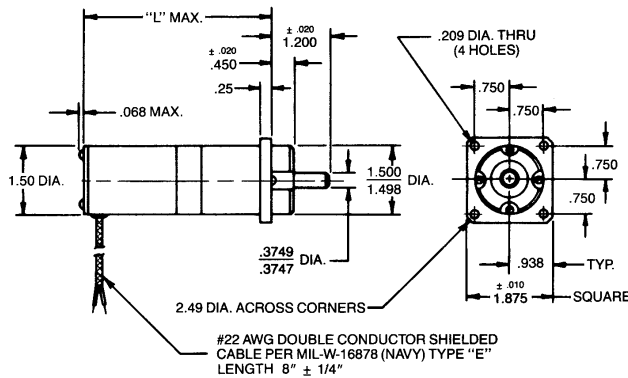 "L" MAX.
± .020
1.200
± .020
.450
.25
.068 MAX.
1.50 DIA.
1.500
1.498
DIA.
.3749
.3747
DIA.
.209 DIA. THRU
(4 HOLES)
.750
.750
.750
.750
.938
TYP.
± .010
1.875
SQUARE
2.49 DIA. ACROSS CORNERS
#22 AWG DOUBLE CONDUCTOR SHIELDED
CABLE PER MIL-W-16878 (NAVY) TYPE "E"
LENGTH 8" ± 1/4"